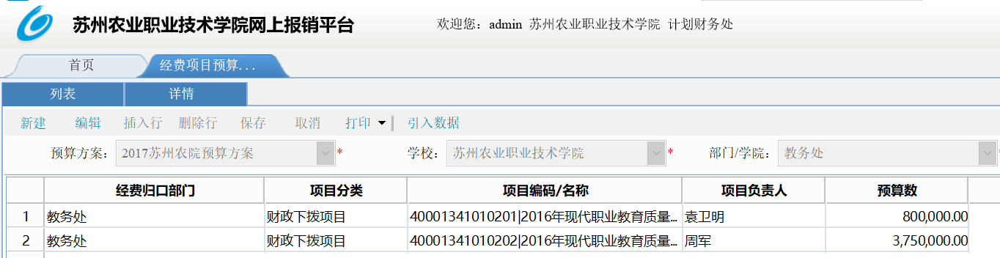 苏州农业职业技术学院网上报销平台 欢迎您：admin 苏州农业职业技术学院 计划财务处
首页 经费项目预算...
列表 详情
新建 编辑 插入行 删除行 保存 取消 打印 引入数据
预算方案： 2017苏州农院预算方案 * 学校： 苏州农业职业技术学院 * 部门/学院： 教务处
经费归口部门 项目分类 项目编码/名称 项目负责人 预算数
1 教务处 财政下拨项目 40001341010201|2016年现代职业教育质量... 袁卫明 800,000.00
2 教务处 财政下拨项目 40001341010202|2016年现代职业教育质量... 周军 3,750,000.00